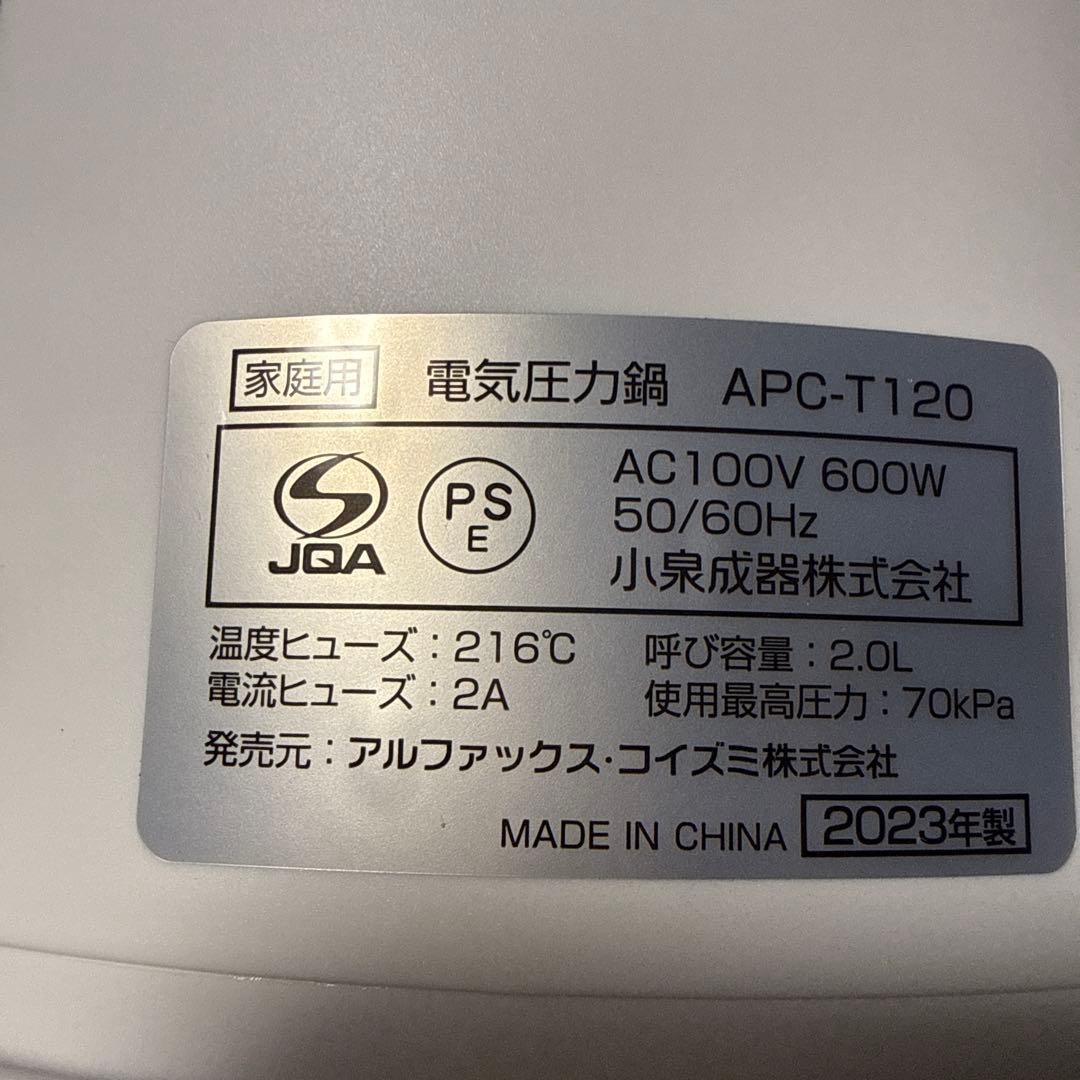 家庭用 電気圧力鍋 APC-T120
JQA
PS
E
AC100V 600W
50/60Hz
小泉成器株式会社
温度ヒューズ：216℃ 呼び容量：2.0L
電流ヒューズ：2A 使用最高圧力：70kPa
発売元：アルファックス・コイズミ株式会社
MADE IN CHINA 2023年製